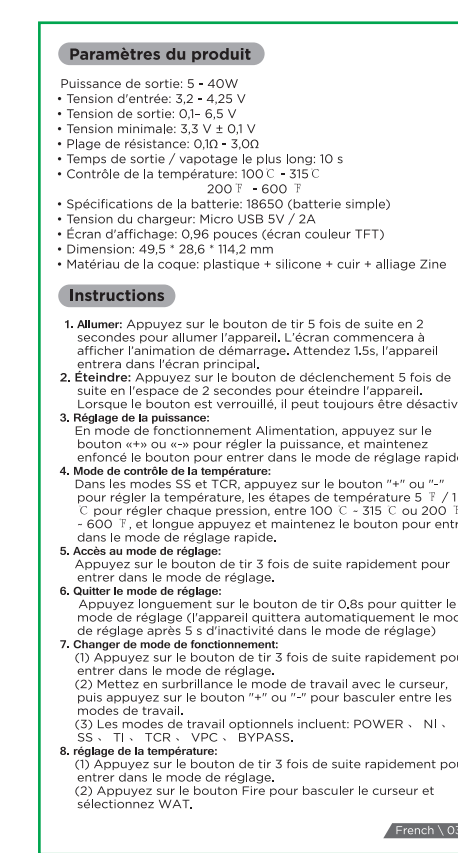 Paramètres du produit
Puissance de sortie: 5 - 40W
• Tension d'entrée: 3,2 - 4,25 V
• Tension de sortie: 0,1– 6,5 V
• Tension minimale: 3,3 V ± 0,1 V
• Plage de résistance: 0,1Ω - 3,0Ω
• Temps de sortie / vapotage le plus long: 10 s
• Contrôle de la température: 100℃ - 315℃
200℉ - 600 ℉
• Spécifications de la batterie: 18650 (batterie simple)
• Tension du chargeur: Micro USB 5V / 2A
• Écran d'affichage: 0,96 pouces (écran couleur TFT)
• Dimension: 49,5 * 28,6 * 114,2 mm
• Matériau de la coque: plastique + silicone + cuir + alliage Zine
Instructions
1. Allumer: Appuyez sur le bouton de tir 5 fois de suite en 2
secondes pour allumer l'appareil. L'écran commencera à
afficher l'animation de démarrage. Attendez 1.5s, l'appareil
entrera dans l'écran principal.
2. Éteindre: Appuyez sur le bouton de déclenchement 5 fois de
suite en l'espace de 2 secondes pour éteindre l'appareil.
Lorsque le bouton est verrouillé, il peut toujours être désactiv
3. Réglage de la puissance:
En mode de fonctionnement Alimentation, appuyez sur le
bouton «+» ou «-» pour régler la puissance, et maintenez
enfoncé le bouton pour entrer dans le mode de réglage rapide
4. Mode de contrôle de la température:
Dans les modes SS et TCR, appuyez sur le bouton "+" ou "-"
pour régler la température, les étapes de température 5 ℉ / 1
℃ pour régler chaque pression, entre 100 ℃ ~ 315 ℃ ou 200 ℉
~ 600 ℉, et longue appuyez et maintenez le bouton pour entr
dans le mode de réglage rapide.
5. Accès au mode de réglage:
Appuyez sur le bouton de tir 3 fois de suite rapidement pour
entrer dans le mode de réglage.
6. Quitter le mode de réglage:
Appuyez longuement sur le bouton de tir 0.8s pour quitter le
mode de réglage (l'appareil quittera automatiquement le mod
de réglage après 5 s d'inactivité dans le mode de réglage)
7. Changer de mode de fonctionnement:
(1) Appuyez sur le bouton de tir 3 fois de suite rapidement pou
entrer dans le mode de réglage.
(2) Mettez en surbrillance le mode de travail avec le curseur,
puis appuyez sur le bouton "+" ou "-" pour basculer entre les
modes de travail.
(3) Les modes de travail optionnels incluent: POWER、 NI、
SS、 TI、 TCR、 VPC、 BYPASS.
8. réglage de la température:
(1) Appuyez sur le bouton de tir 3 fois de suite rapidement pou
entrer dans le mode de réglage.
(2) Appuyez sur le bouton Fire pour basculer le curseur et
sélectionnez WAT.
French \ 03